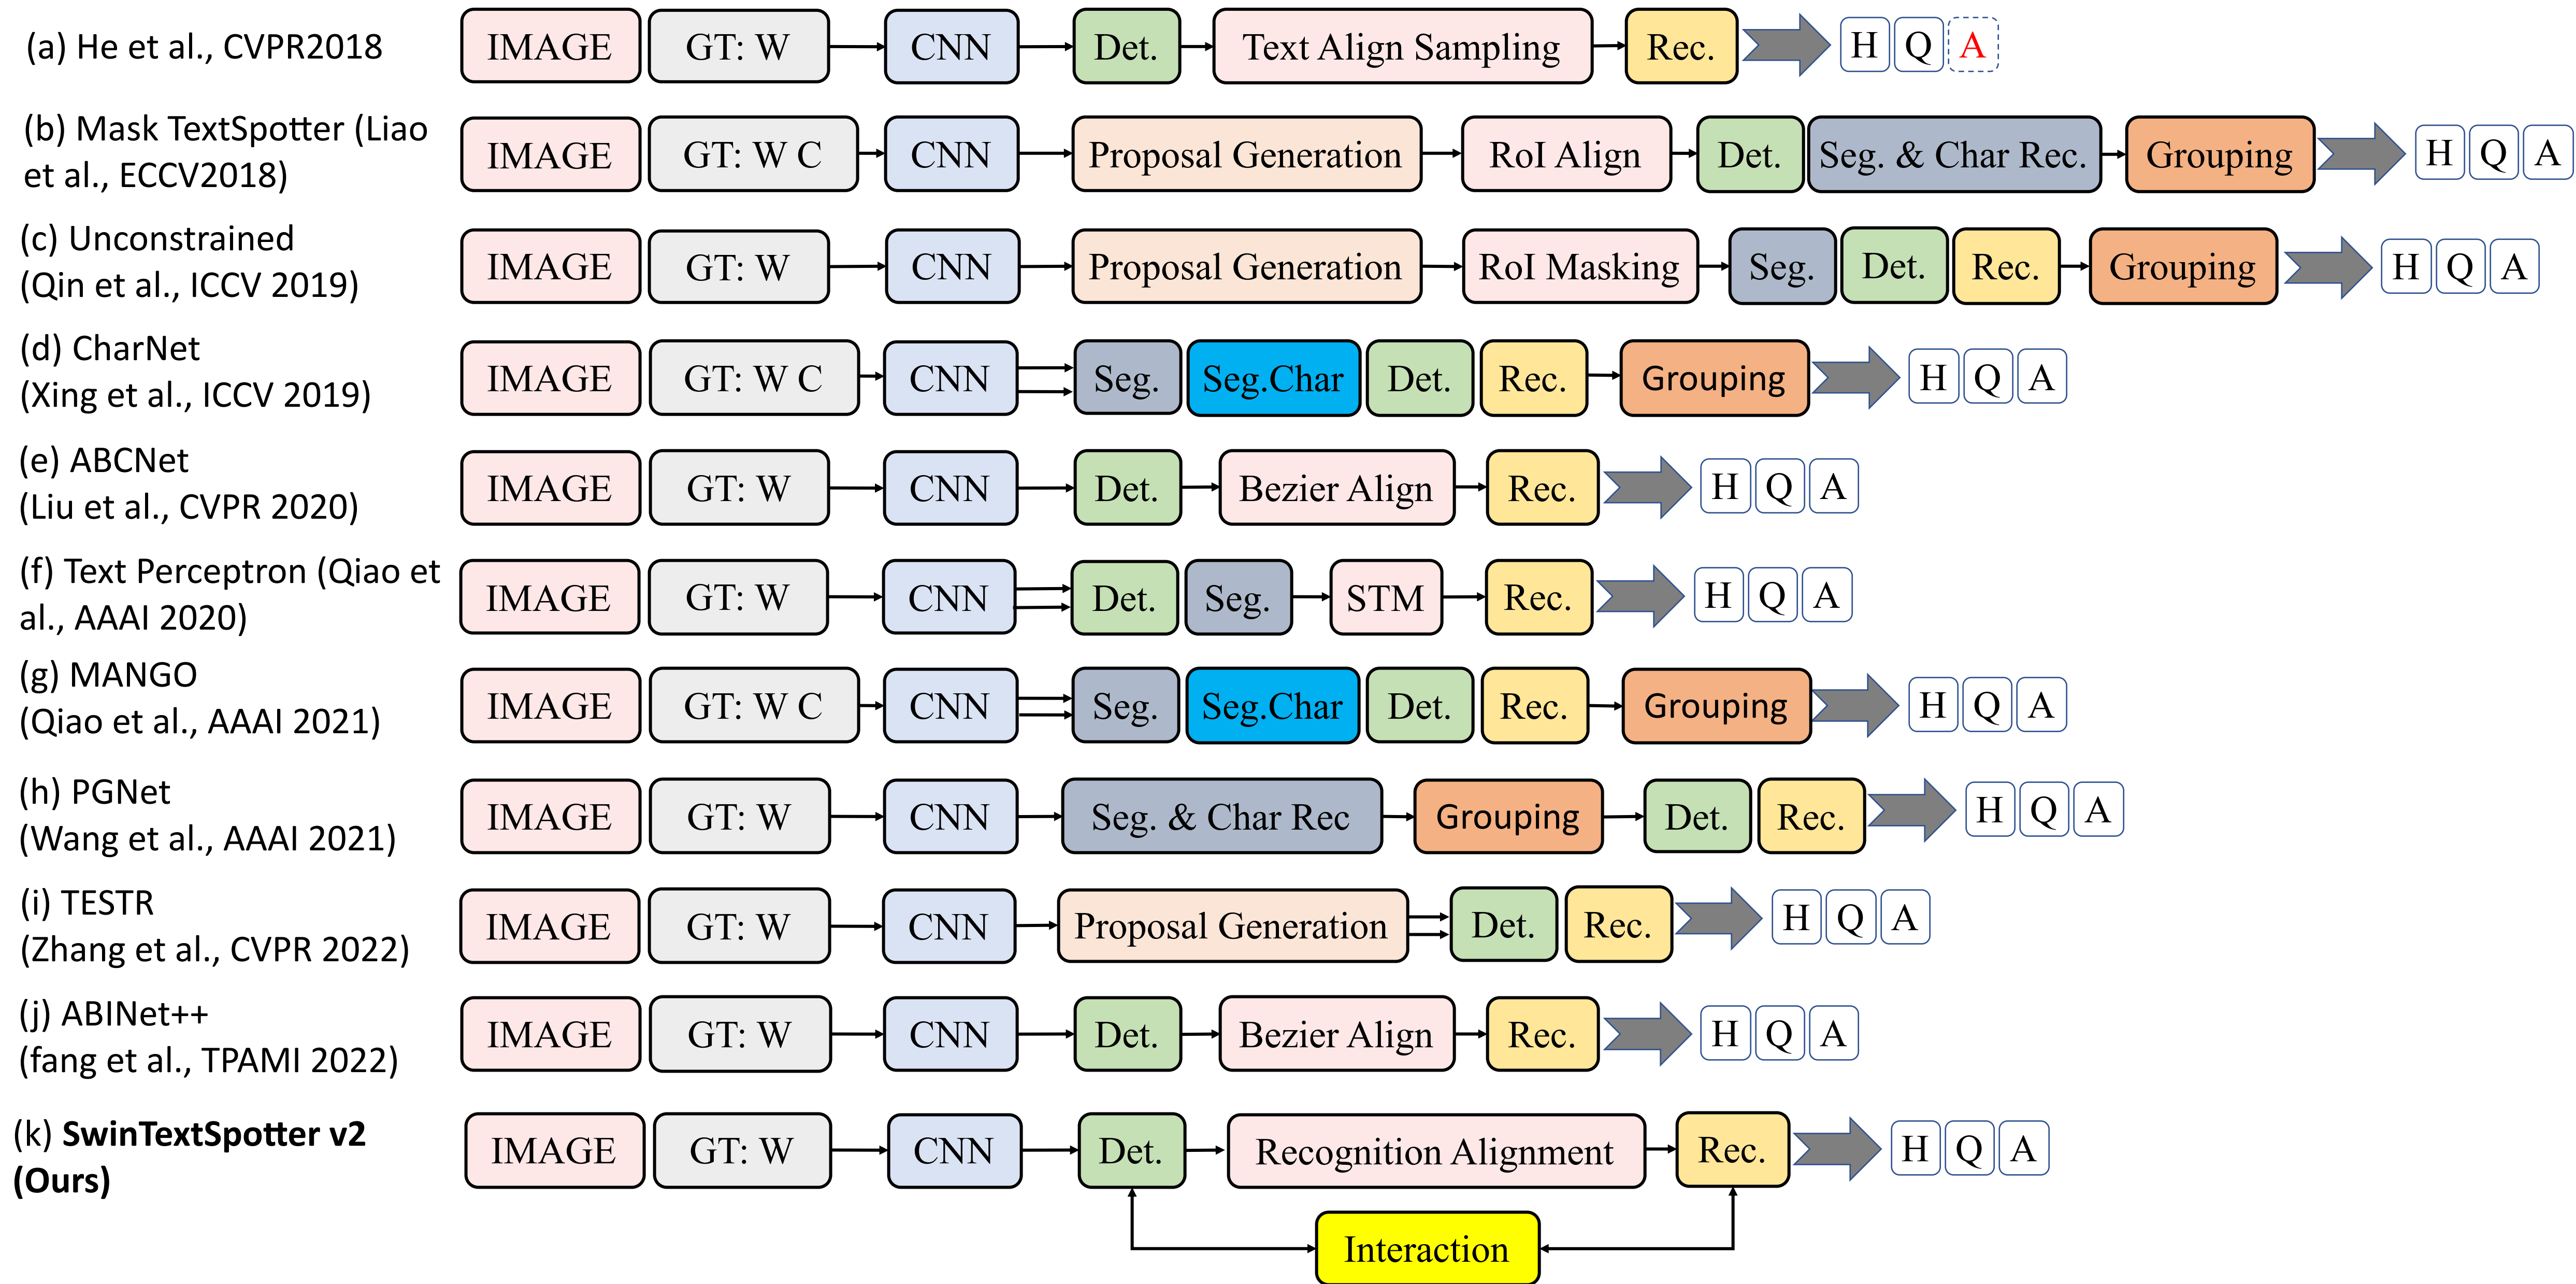 (a) He et al., CVPR2018 IMAGE GT: W CNN Det. Text Align Sampling Rec. H Q A
(b) Mask TextSpotter (Liao
et al., ECCV2018) IMAGE GT: W C CNN Proposal Generation RoI Align Det. Seg. & Char Rec. Grouping H Q A
(c) Unconstrained
(Qin et al., ICCV 2019) IMAGE GT: W CNN Proposal Generation RoI Masking Seg. Det. Rec. Grouping H Q A
(d) CharNet
(Xing et al., ICCV 2019) IMAGE GT: W C CNN Seg. Seg.Char Det. Rec. Grouping H Q A
(e) ABCNet
(Liu et al., CVPR 2020) IMAGE GT: W CNN Det. Bezier Align Rec. H Q A
(f) Text Perceptron (Qiao et
al., AAAI 2020) IMAGE GT: W CNN Det. Seg. STM Rec. H Q A
(g) MANGO
(Qiao et al., AAAI 2021) IMAGE GT: W C CNN Seg. Seg.Char Det. Rec. Grouping H Q A
(h) PGNet
(Wang et al., AAAI 2021) IMAGE GT: W CNN Seg. & Char Rec Grouping Det. Rec. H Q A
(i) TESTR
(Zhang et al., CVPR 2022) IMAGE GT: W CNN Proposal Generation Det. Rec. H Q A
(j) ABINet++
(fang et al., TPAMI 2022) IMAGE GT: W CNN Det. Bezier Align Rec. H Q A
(k) SwinTextSpotter v2
(Ours) IMAGE GT: W CNN Det. Recognition Alignment Rec. H Q A
Interaction